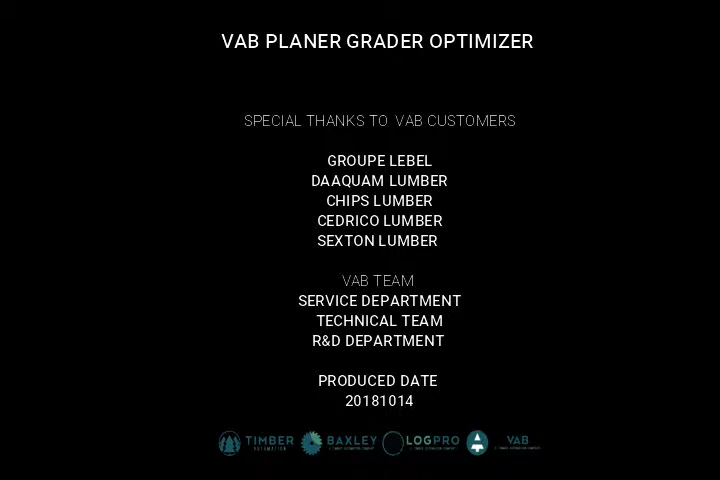 VAB PLANER GRADER OPTIMIZER
SPECIAL THANKS TO VAB CUSTOMERS
GROUPE LEBEL
DAAQUAM LUMBER
CHIPS LUMBER
CEDRICO LUMBER
SEXTON LUMBER
VAB TEAM
SERVICE DEPARTMENT
TECHNICAL TEAM
R&D DEPARTMENT
PRODUCED DATE
20181014
TIMBER AUTOMATION
BAXLEY
LOGPRO
VAB